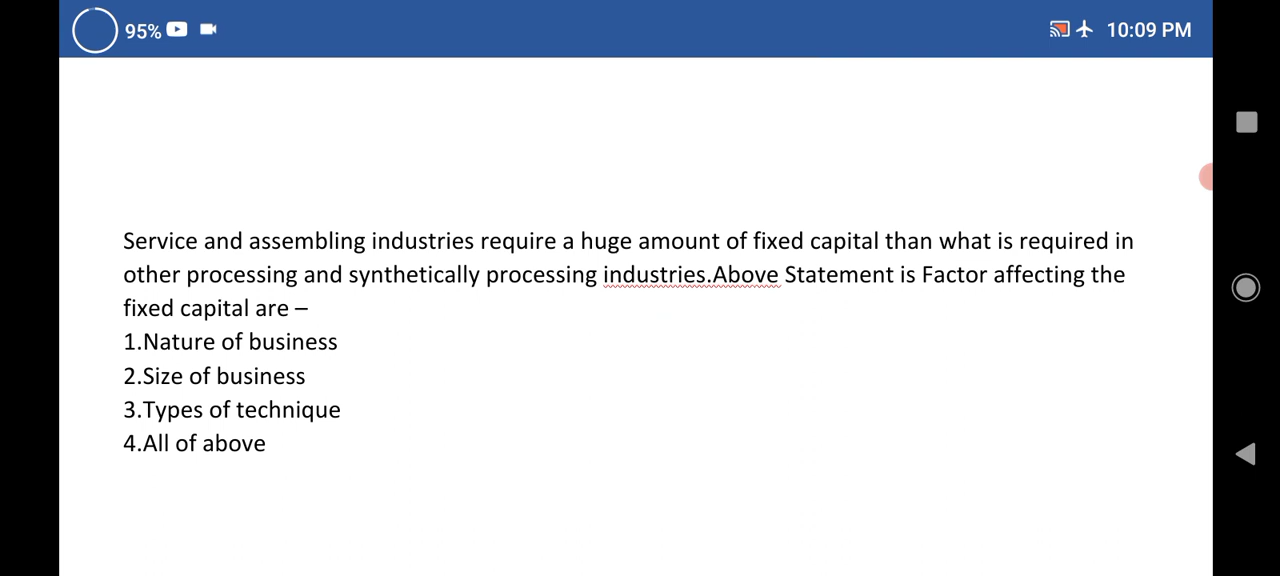 95% 10:09 PM
Service and assembling industries require a huge amount of fixed capital than what is required in
other processing and synthetically processing industries.Above Statement is Factor affecting the
fixed capital are –
1.Nature of business
2.Size of business
3.Types of technique
4.All of above